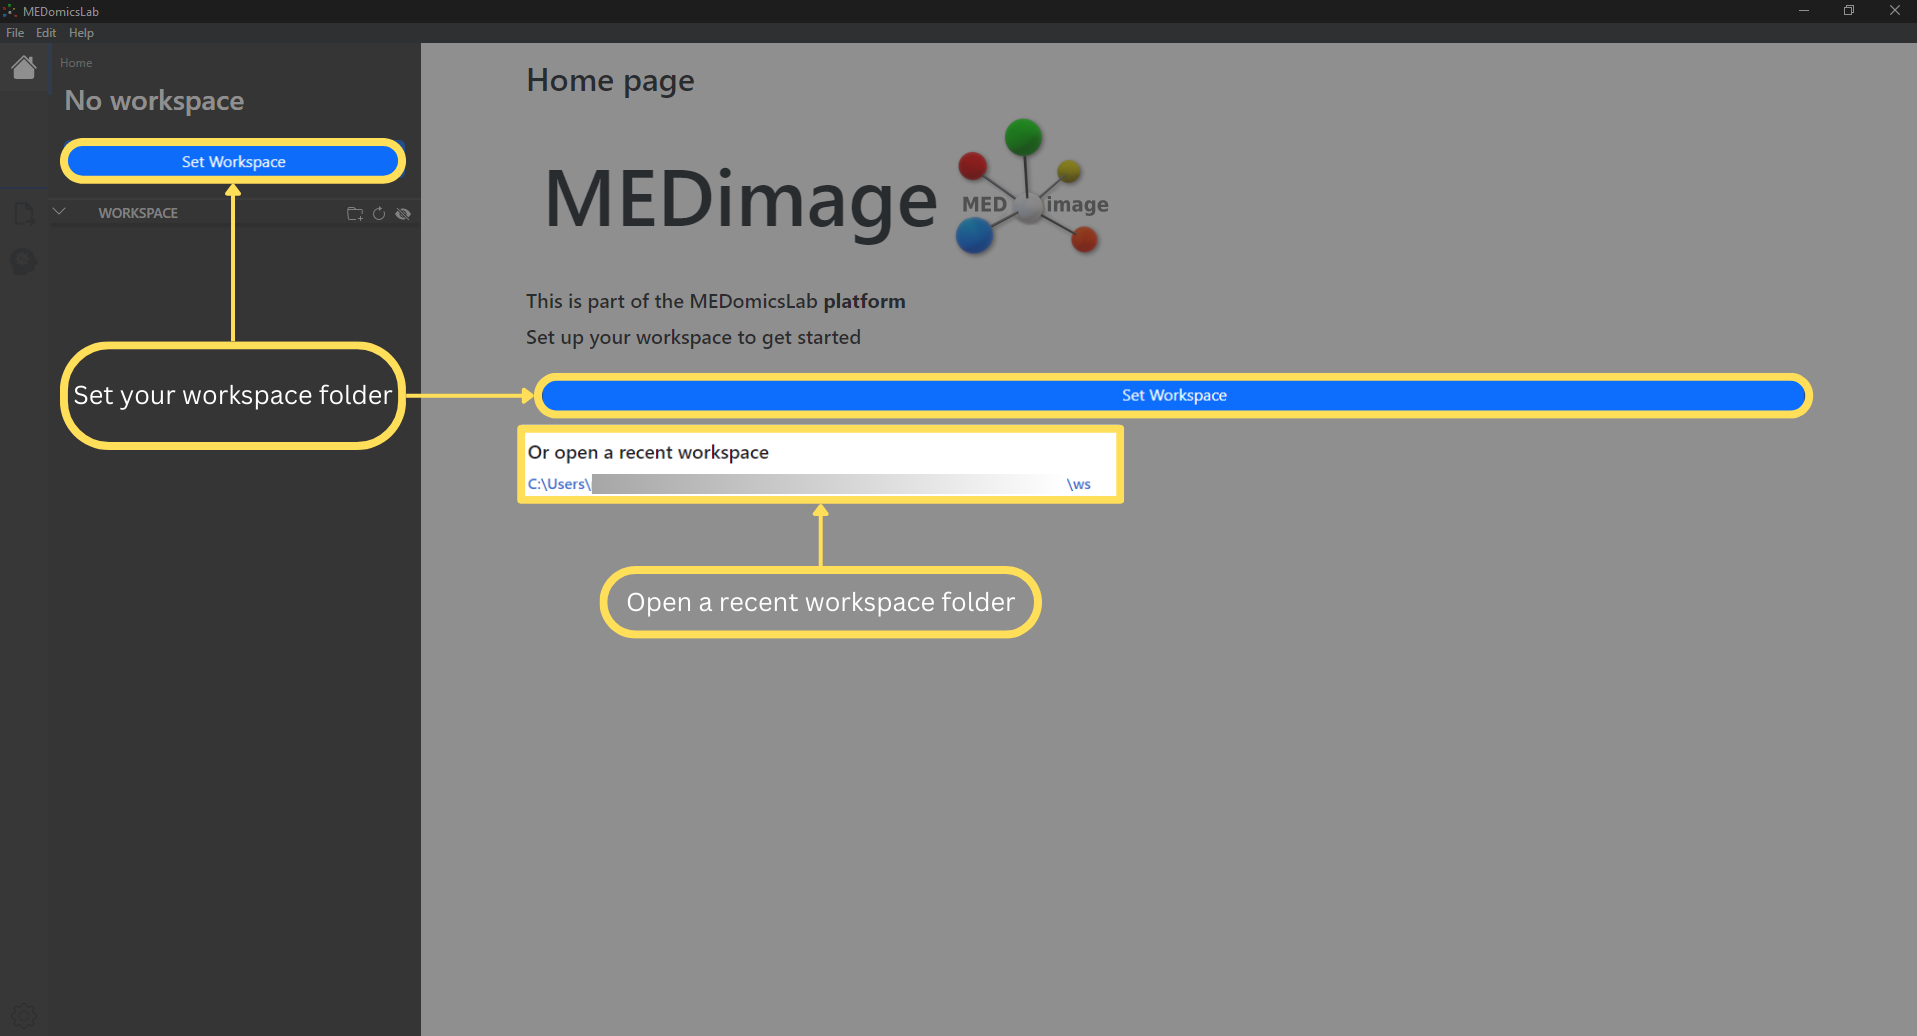 MEDomicsLab
File Edit Help
Home
No workspace
Set Workspace
WORKSPACE
Set your workspace folder
Home page
MEDimage
MED image
This is part of the MEDomicsLab platform
Set up your workspace to get started
Set Workspace
Or open a recent workspace
C:\Users\ \ws
Open a recent workspace folder